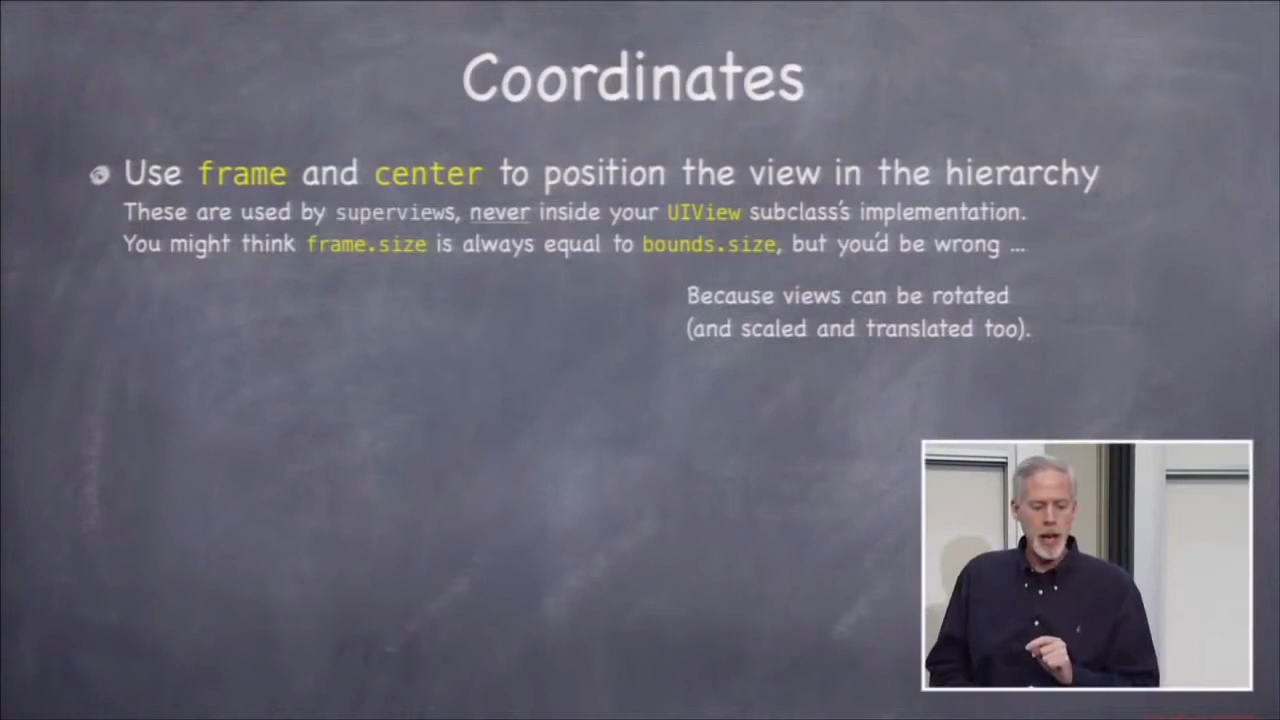 Coordinates
Use frame and center to position the view in the hierarchy
These are used by superviews, never inside your UIView subclass's implementation.
You might think frame.size is always equal to bounds.size, but you'd be wrong ...
Because views can be rotated
(and scaled and translated too).